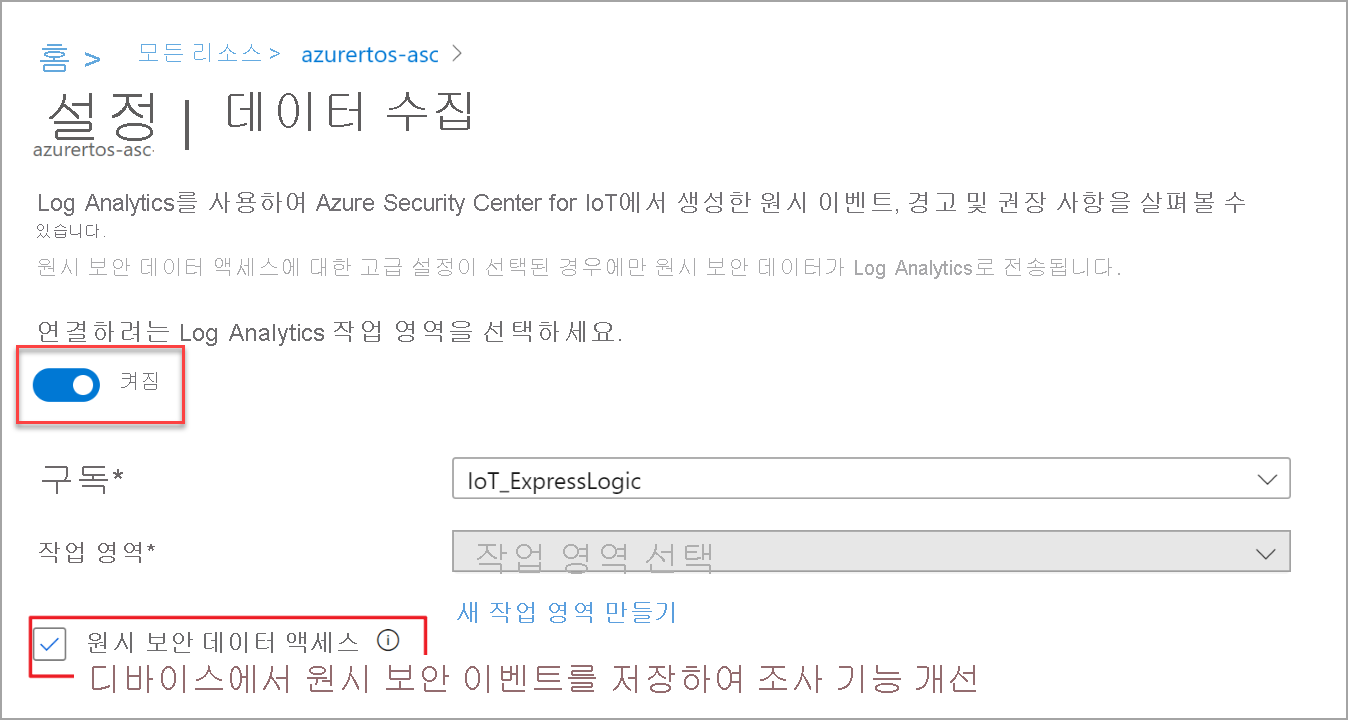 홈 > 모든 리소스 > azurertos-asc >
설정 | 데이터 수집
azurertos-asc
Log Analytics를 사용하여 Azure Security Center for IoT에서 생성한 원시 이벤트, 경고 및 권장 사항을 살펴볼 수
있습니다.
원시 보안 데이터 액세스에 대한 고급 설정이 선택된 경우에만 원시 보안 데이터가 Log Analytics로 전송됩니다.
연결하려는 Log Analytics 작업 영역을 선택하세요.
켜짐
구독* IoT_ExpressLogic
작업 영역* 작업 영역 선택
새 작업 영역 만들기
원시 보안 데이터 액세스
디바이스에서 원시 보안 이벤트를 저장하여 조사 기능 개선